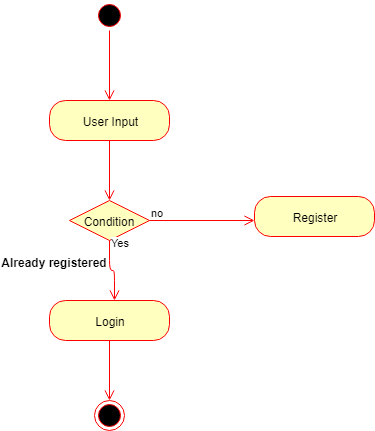 User Input
Condition
no
Register
Yes
Already registered
Login